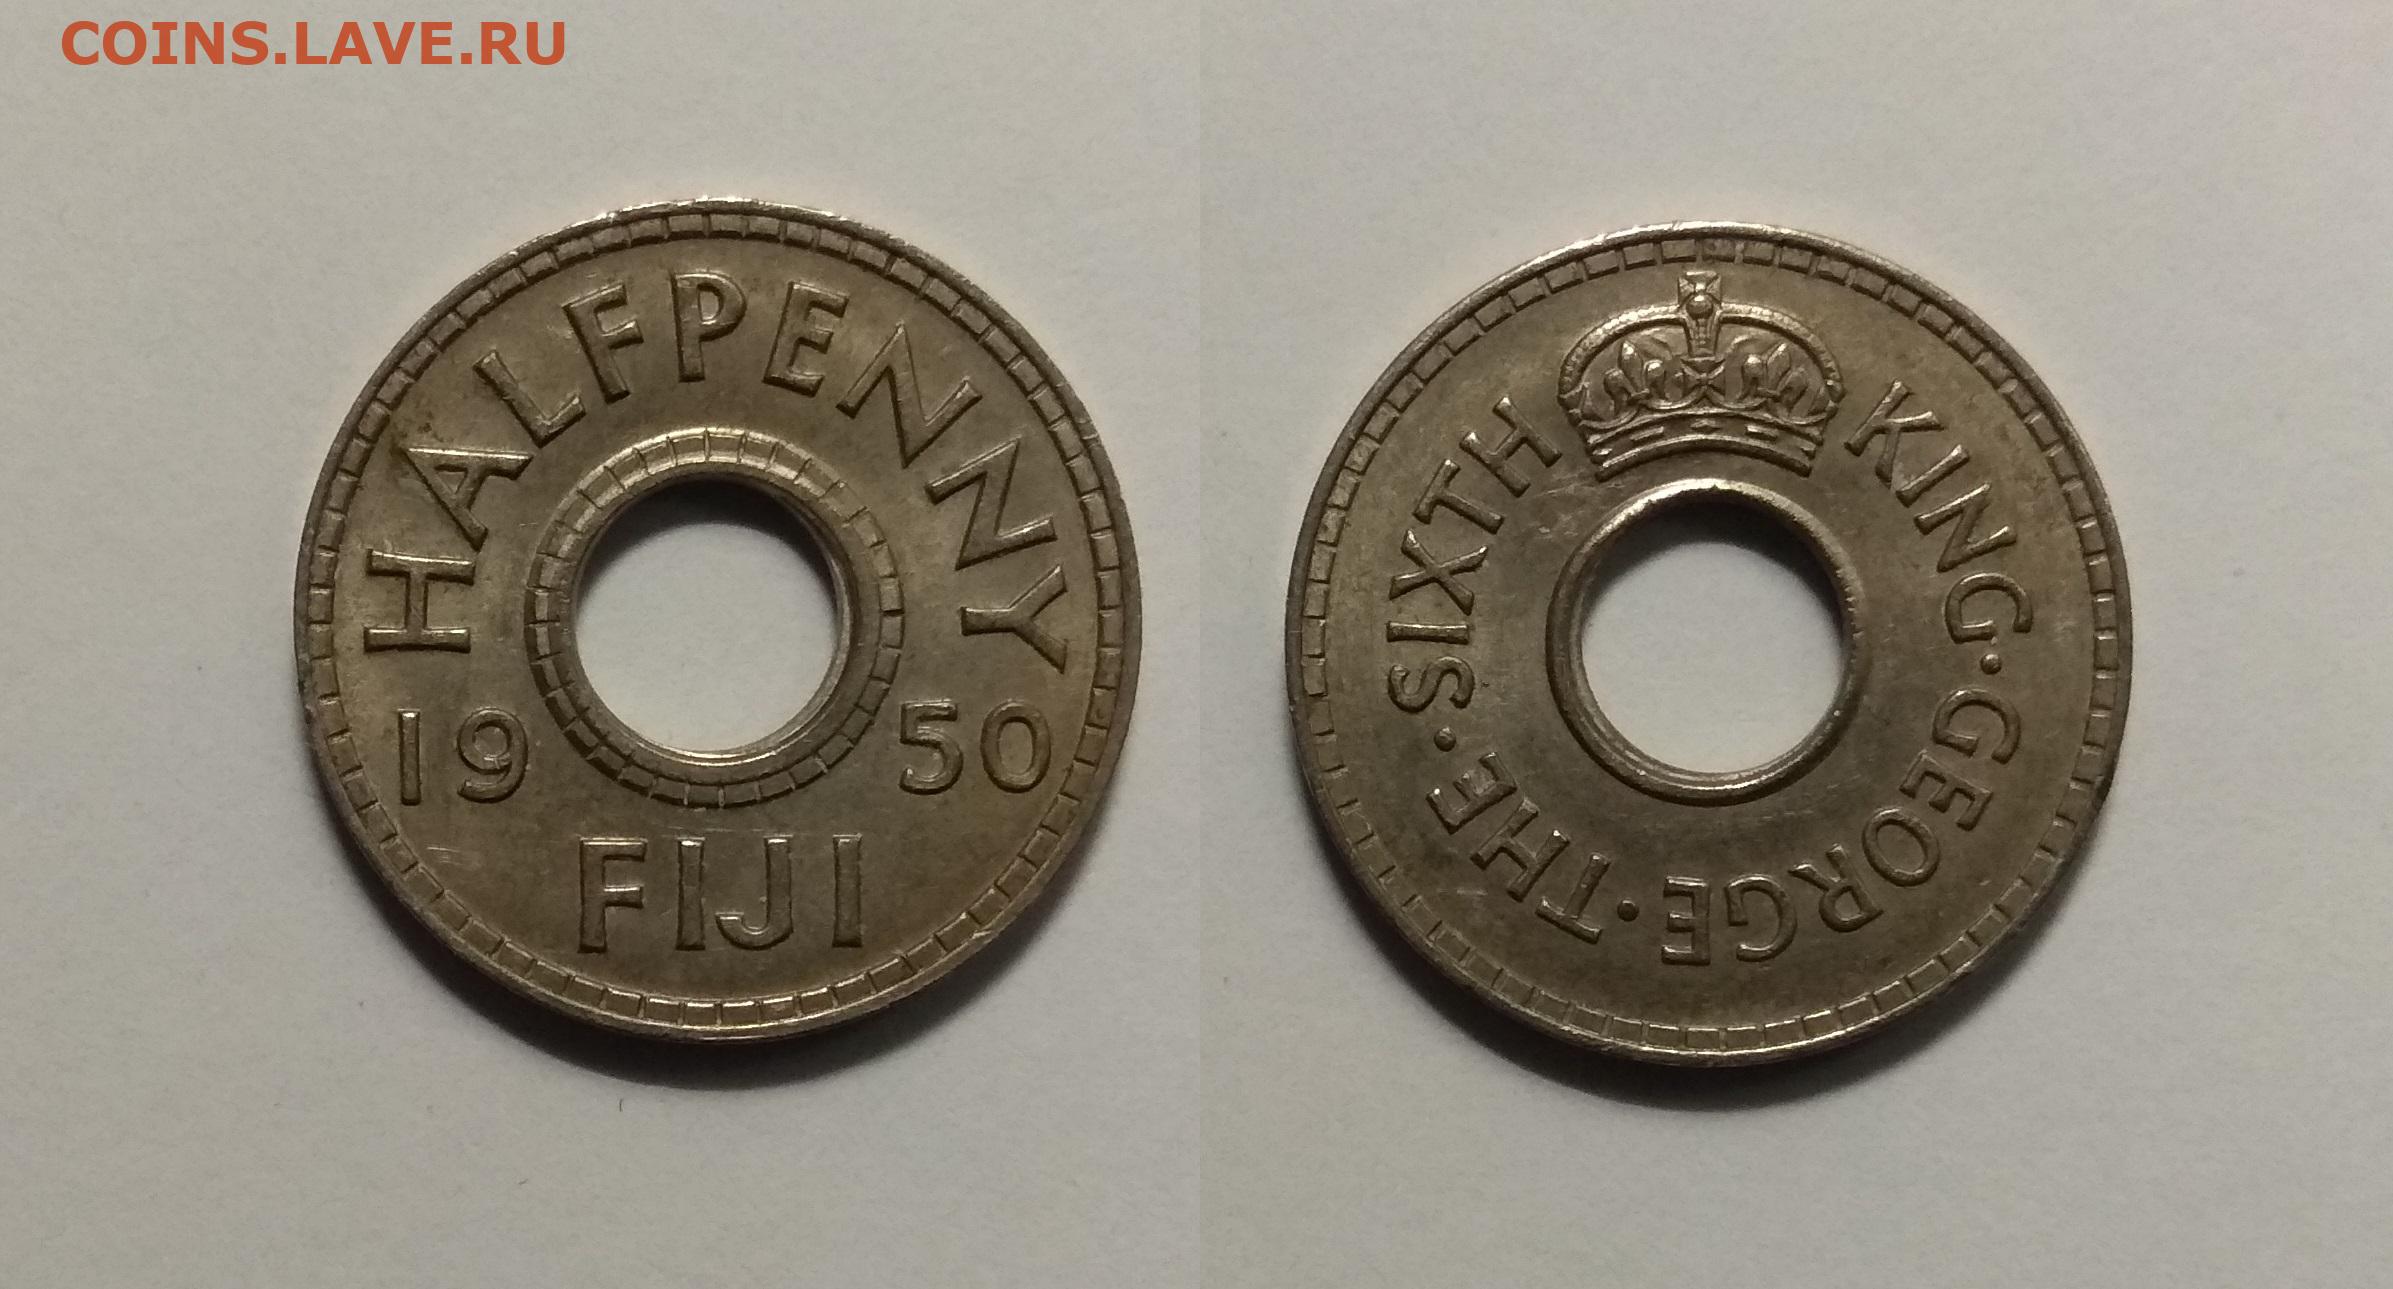 COINS.LAVE.RU
HALFPENNY
1950
FIJI
KING·GEORGE·THE·SIXTH